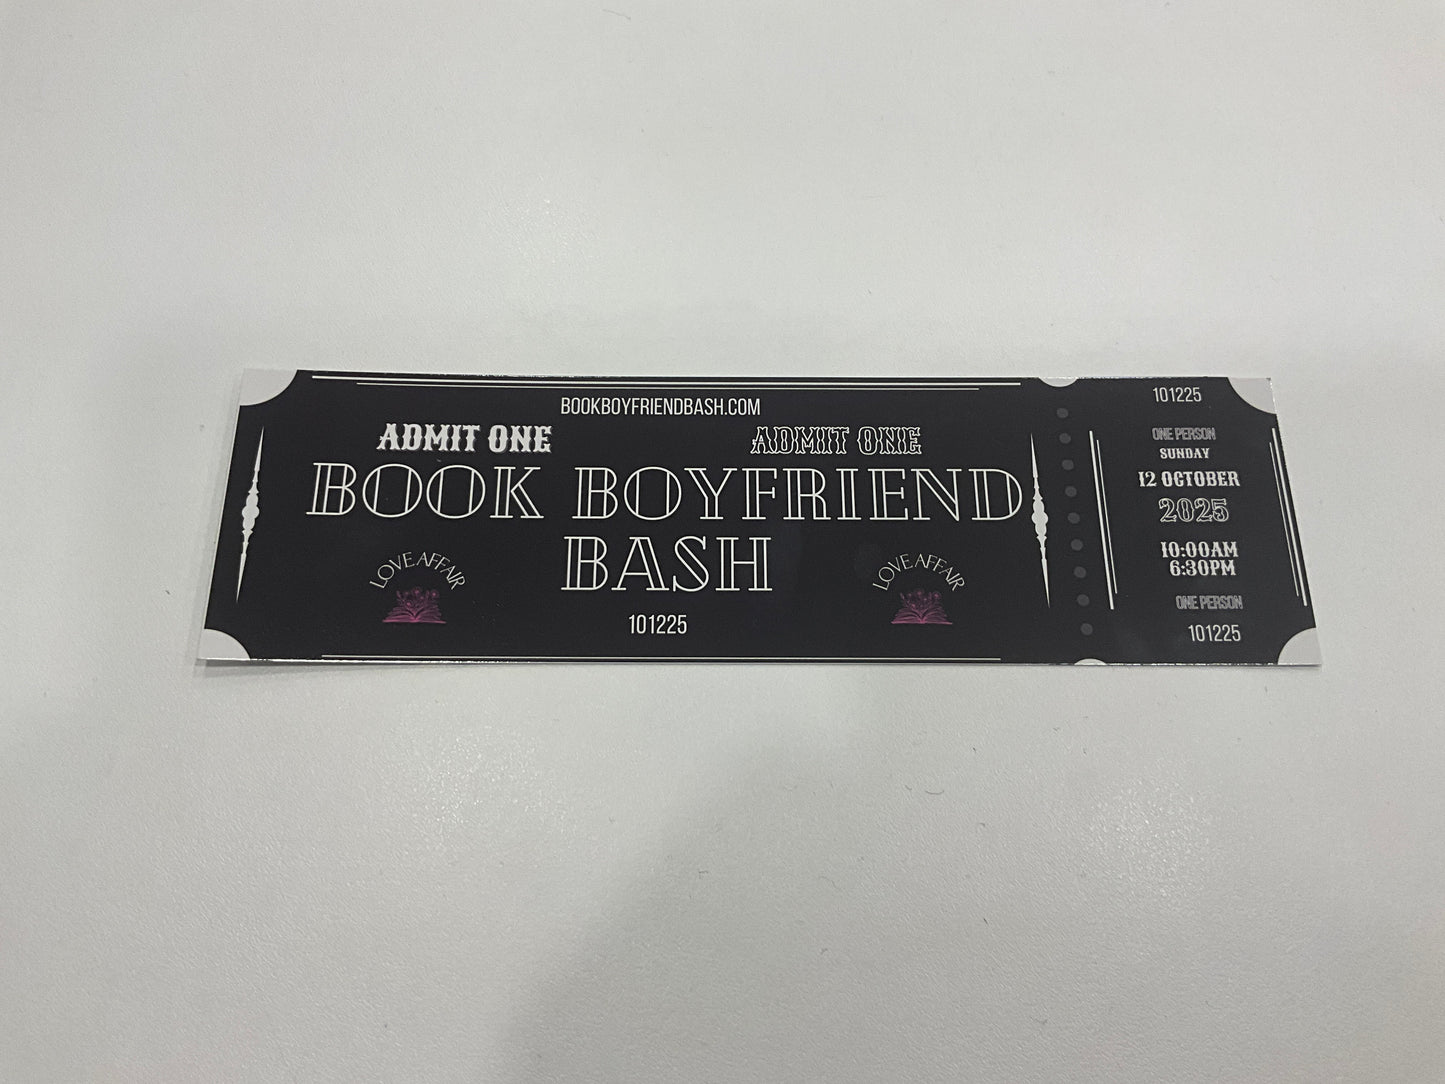 BOOKBOYFRIENDBASH.COM
ADMIT ONE ADMIT ONE
BOOK BOYFRIEND
BASH
LOVE AFFAIR LOVE AFFAIR
101225
101225
ONE PERSON
SUNDAY
12 OCTOBER
2025
10:00AM
6:30PM
ONE PERSON
101225